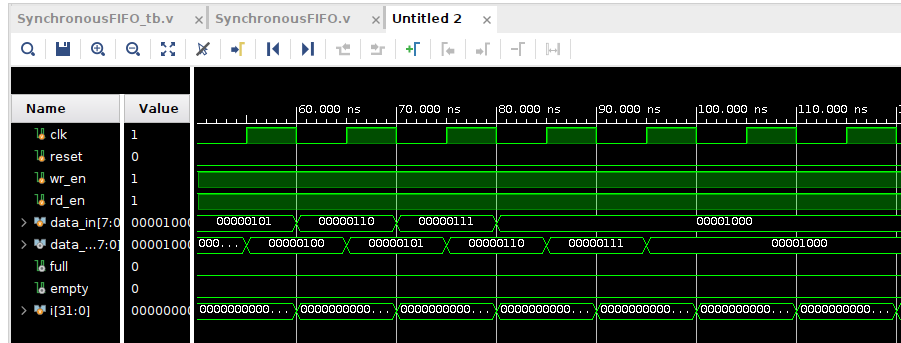 SynchronousFIFO_tb.v × SynchronousFIFO.v × Untitled 2 ×
Name Value
60.000 ns 70.000 ns 80.000 ns 90.000 ns 100.000 ns 110.000 ns
clk 1
reset 0
wr_en 1
rd_en 1
data_in[7:0 00001000 00000101 00000110 00000111 00001000
data_...7:0] 00001000 000... 00000100 00000101 00000110 00000111 00001000
full 0
empty 0
i[31:0] 00000000 0000000000... 0000000000... 0000000000... 0000000000... 0000000000... 0000000000...